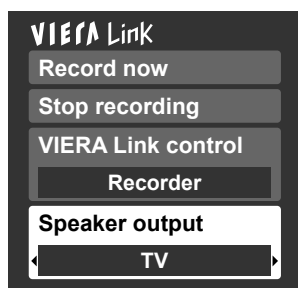 VIErA Link
Record now
Stop recording
VIERA Link control
Recorder
Speaker output
TV